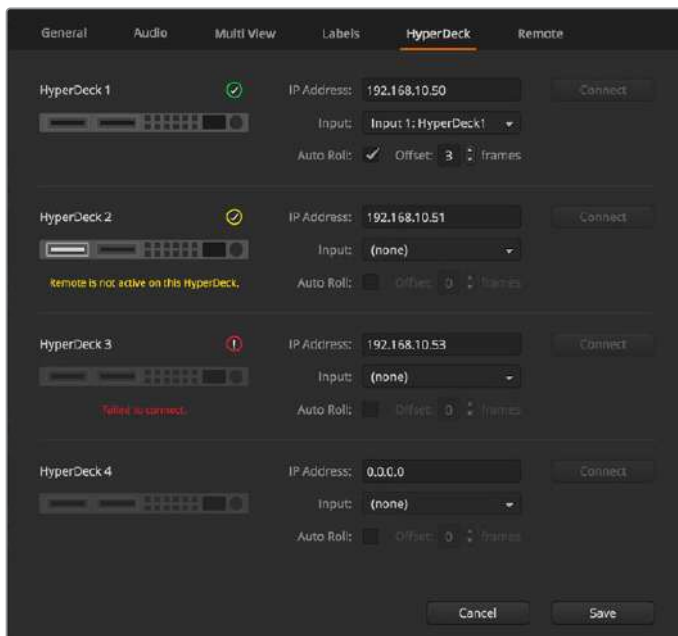 General Audio Multi View Labels HyperDeck Remote
HyperDeck 1 IP Address: 192.168.10.50 Connect
Input: Input 1: HyperDeck1
Auto Roll: Offset: 3 frames
HyperDeck 2 IP Address: 192.168.10.51 Connect
Input: (none)
Remote is not active on this HyperDeck. Auto Roll: Offset: 0 frames
HyperDeck 3 IP Address: 192.168.10.53 Connect
Input: (none)
Failed to connect. Auto Roll: Offset: 0 frames
HyperDeck 4 IP Address: 0.0.0.0 Connect
Input: (none)
Auto Roll: Offset: 0 frames
Cancel Save